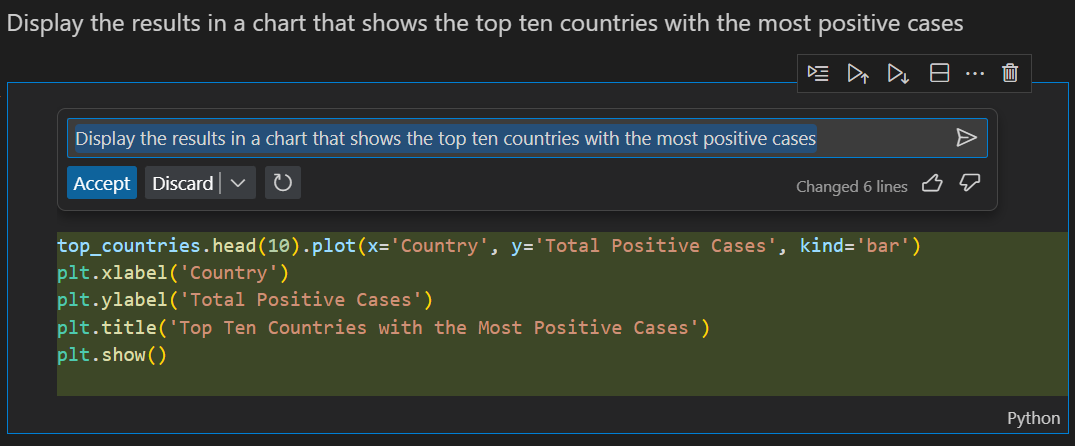 Display the results in a chart that shows the top ten countries with the most positive cases
Display the results in a chart that shows the top ten countries with the most positive cases
Accept Discard Changed 6 lines
top_countries.head(10).plot(x='Country', y='Total Positive Cases', kind='bar')
plt.xlabel('Country')
plt.ylabel('Total Positive Cases')
plt.title('Top Ten Countries with the Most Positive Cases')
plt.show()
Python